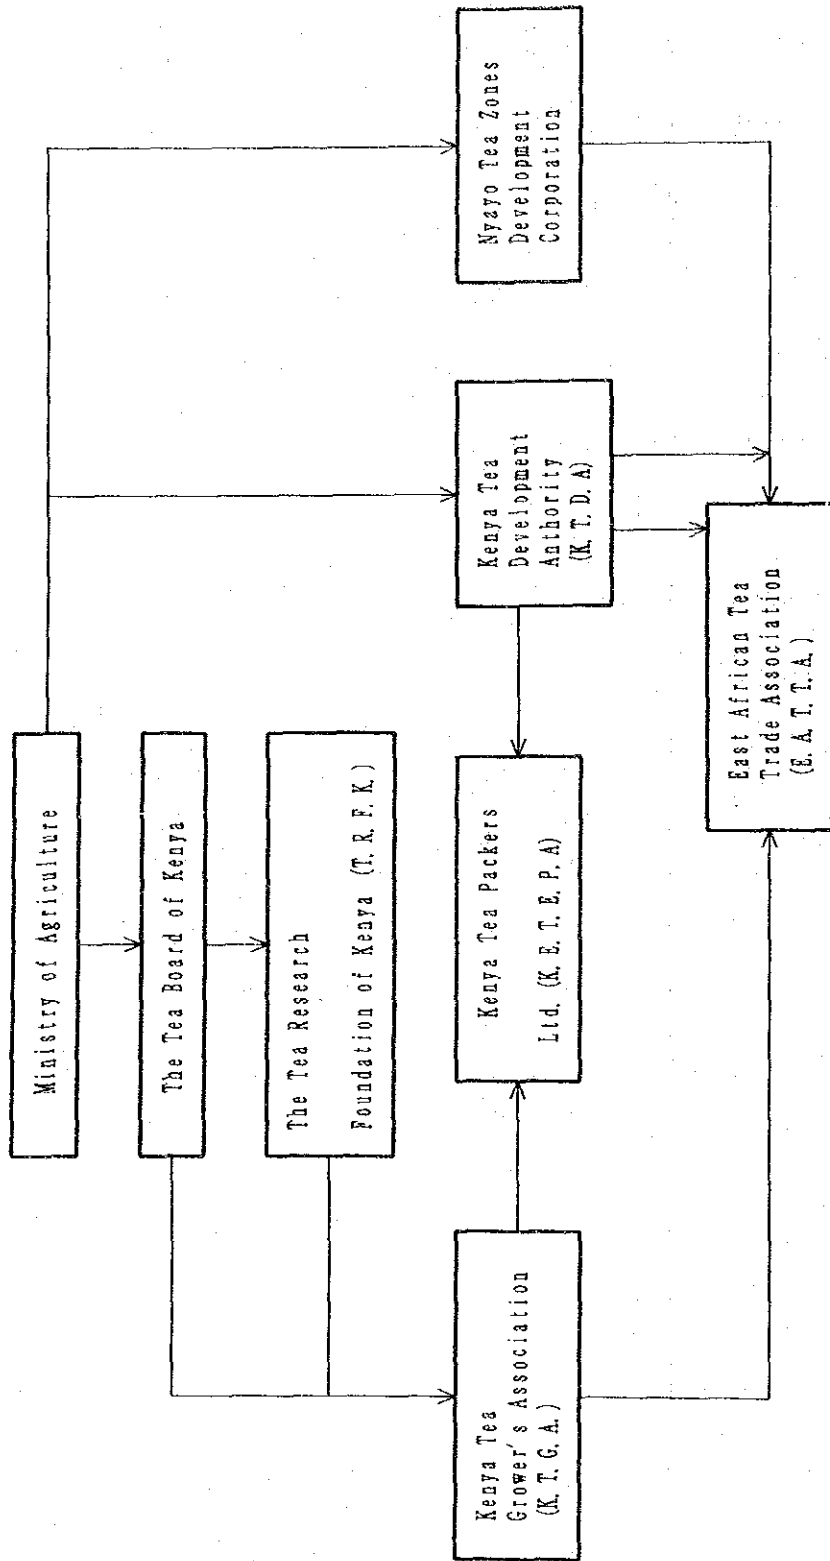 Ministry of Agriculture
The Tea Board of Kenya
The Tea Research
Foundation of Kenya (T. R. F. K.)
Kenya Tea
Grower's Association
(K. T. G. A.)
Kenya Tea Packers
Ltd. (K. E. T. E. P. A)
Kenya Tea
Development
Anthority
(K. T. D. A)
Nyayo Tea Zones
Development
Corporation
East African Tea
Trade Association
(E. A. T. T. A.)